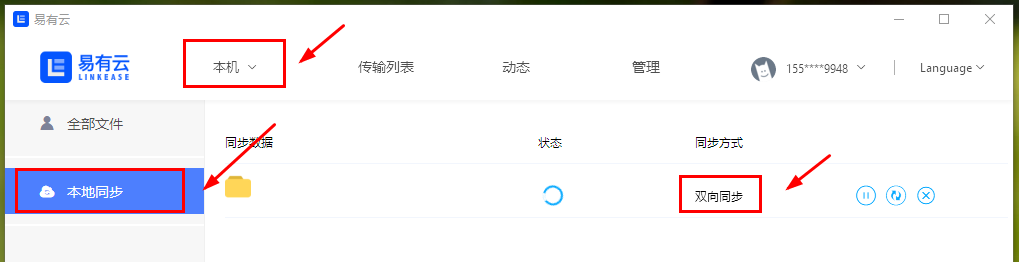 易有云
易有云
LINKEASE
本机
传输列表
动态
管理
155****9948
Language
全部文件
本地同步
同步数据
状态
同步方式
双向同步